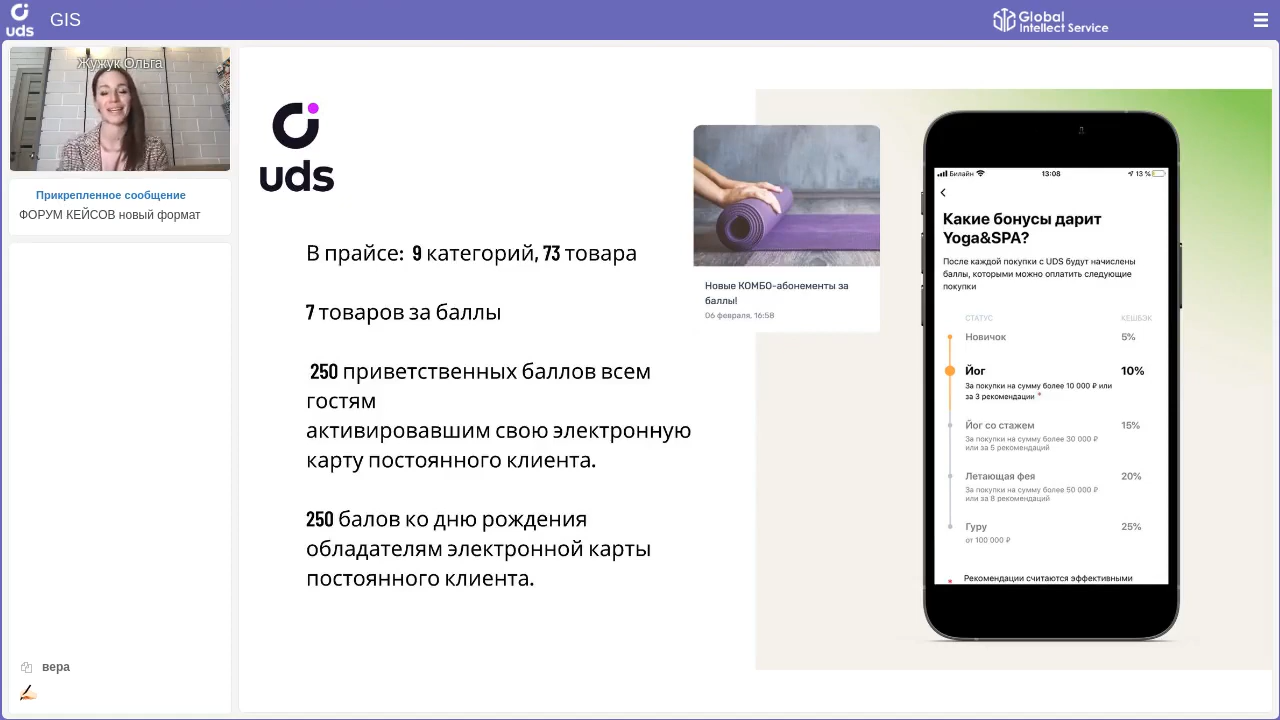 uds
GIS
Global
Intellect Service
Жужук Ольга
Прикрепленное сообщение
ФОРУМ КЕЙСОВ новый формат
вера
uds
В прайсе: 9 категорий, 73 товара
7 товаров за баллы
250 приветственных баллов всем
гостям
активировавшим свою электронную
карту постоянного клиента.
250 балов ко дню рождения
обладателям электронной карты
постоянного клиента.
Новые КОМБО-абонементы за
баллы!
06 февраля, 16:58
Билайн 13:08 13 %
Какие бонусы дарит
Yoga&SPA?
После каждой покупки с UDS будут начислены
баллы, которыми можно оплатить следующие
покупки
СТАТУС КЕШБЭК
Новичок 5%
Йог 10%
За покупки на сумму более 10 000 ₽ или
за 3 рекомендации *
Йог со стажем 15%
За покупки на сумму более 30 000 ₽
или за 5 рекомендаций
Летающая фея 20%
За покупки на сумму более 50 000 ₽
или за 8 рекомендаций
Гуру 25%
от 100 000 ₽
Рекомендации считаются эффективными